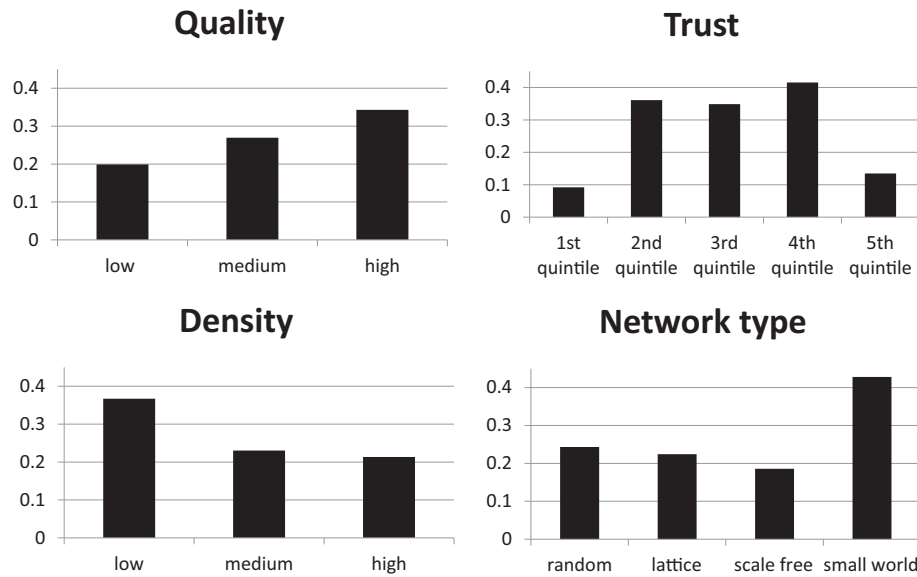 Quality
0.4
0.3
0.2
0.1
0
low medium high
Trust
0.4
0.3
0.2
0.1
0
1st 2nd 3rd 4th 5th
quintile quintile quintile quintile quintile
Density
0.4
0.3
0.2
0.1
0
low medium high
Network type
0.4
0.3
0.2
0.1
0
random lattice scale free small world